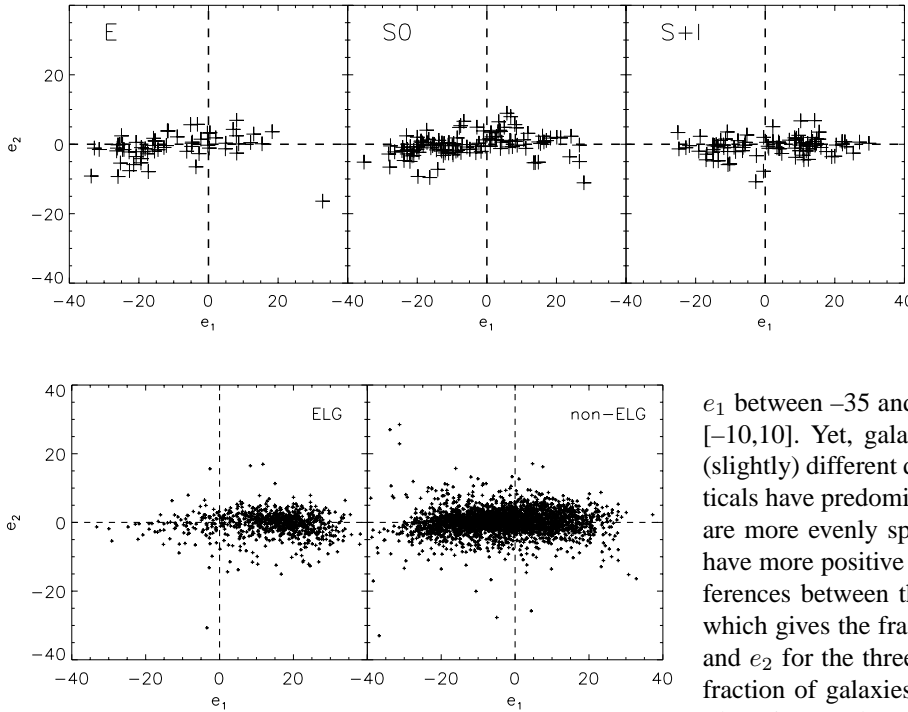 E
S0
S+I
20
0
−20
−40
e₂
−40
−20
0
20
−40
−20
0
20
−40
−20
0
20
40
e₁
e₁
e₁
ELG
non−ELG
40
20
0
−20
−40
e₂
−40
−20
0
20
−40
−20
0
20
40
e₁
e₁
e₁ between –35 and
[–10,10]. Yet, gala
(slightly) different
ticals have predomi
are more evenly sp
have more positive
ferences between th
which gives the fra
and e₂ for the three
fraction of galaxies